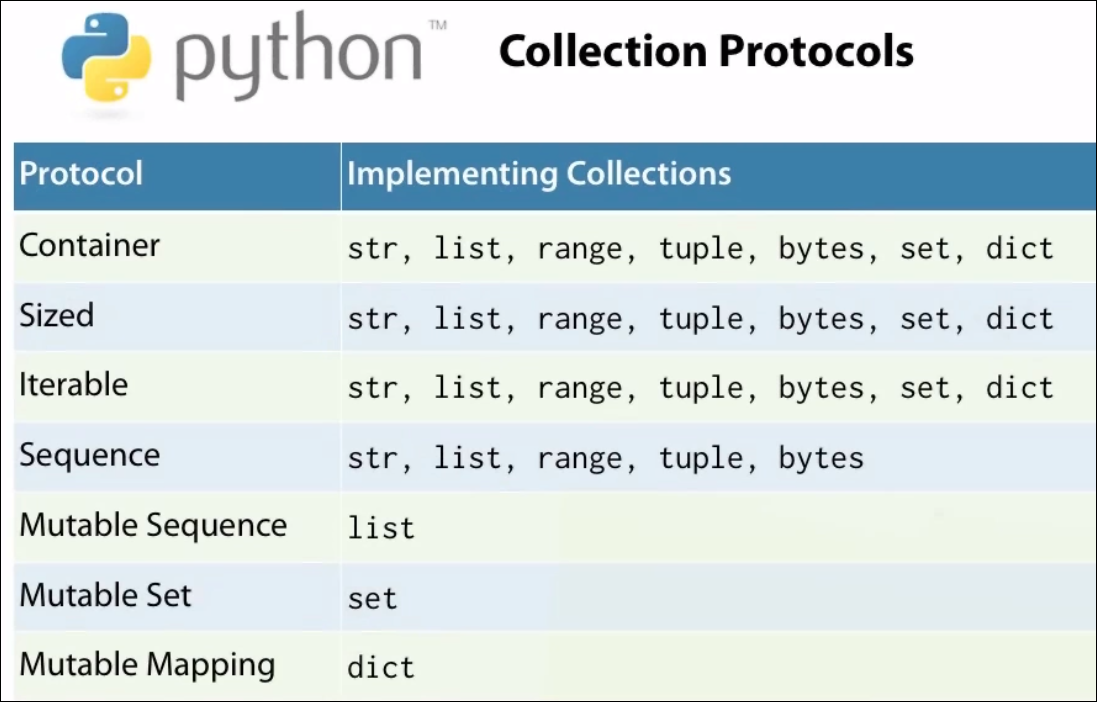 python™ Collection Protocols
Protocol Implementing Collections
Container str, list, range, tuple, bytes, set, dict
Sized str, list, range, tuple, bytes, set, dict
Iterable str, list, range, tuple, bytes, set, dict
Sequence str, list, range, tuple, bytes
Mutable Sequence list
Mutable Set set
Mutable Mapping dict